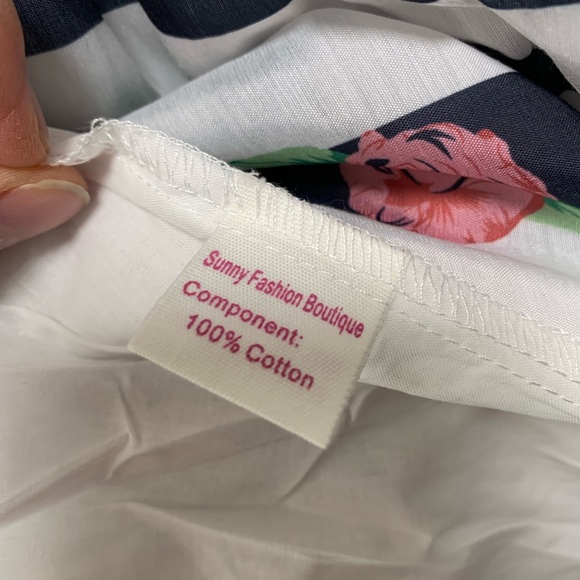 Sunny Fashion Boutique
Component:
100% Cotton